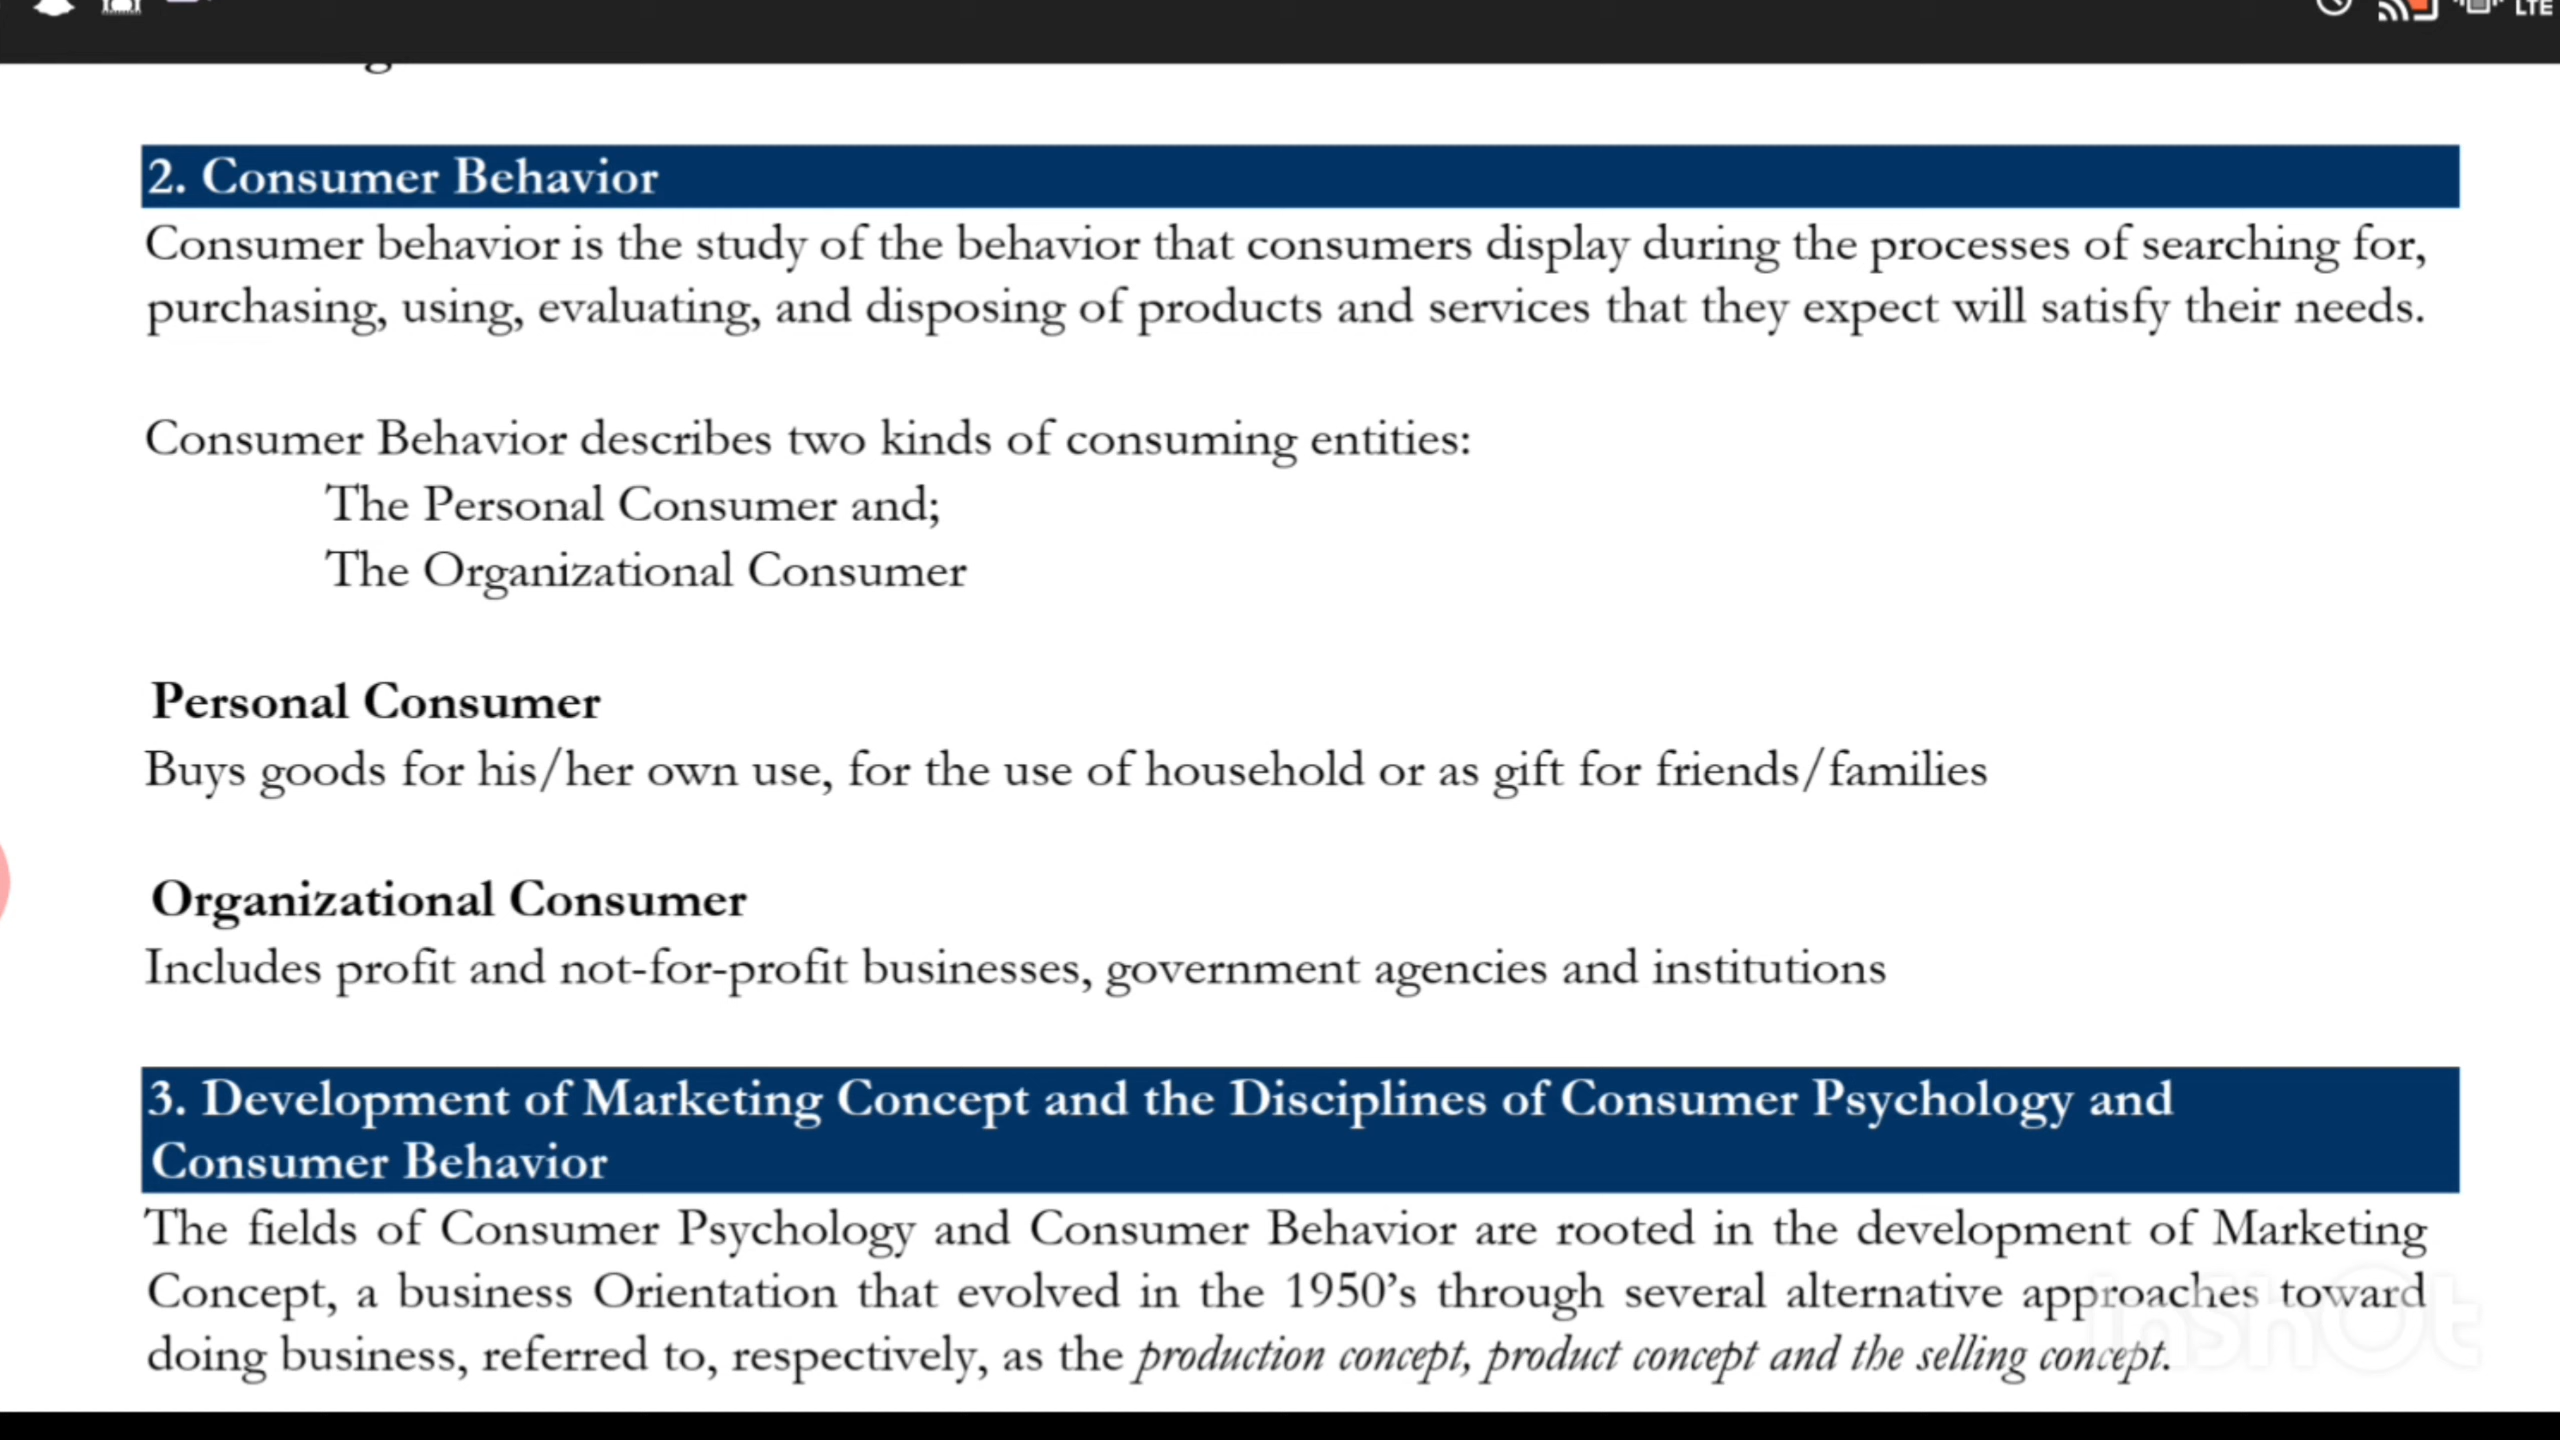 LTE
2. Consumer Behavior
Consumer behavior is the study of the behavior that consumers display during the processes of searching for,
purchasing, using, evaluating, and disposing of products and services that they expect will satisfy their needs.
Consumer Behavior describes two kinds of consuming entities:
The Personal Consumer and;
The Organizational Consumer
Personal Consumer
Buys goods for his/her own use, for the use of household or as gift for friends/families
Organizational Consumer
Includes profit and not-for-profit businesses, government agencies and institutions
3. Development of Marketing Concept and the Disciplines of Consumer Psychology and
Consumer Behavior
The fields of Consumer Psychology and Consumer Behavior are rooted in the development of Marketing
Concept, a business Orientation that evolved in the 1950's through several alternative approaches toward
doing business, referred to, respectively, as the production concept, product concept and the selling concept.
InShOt